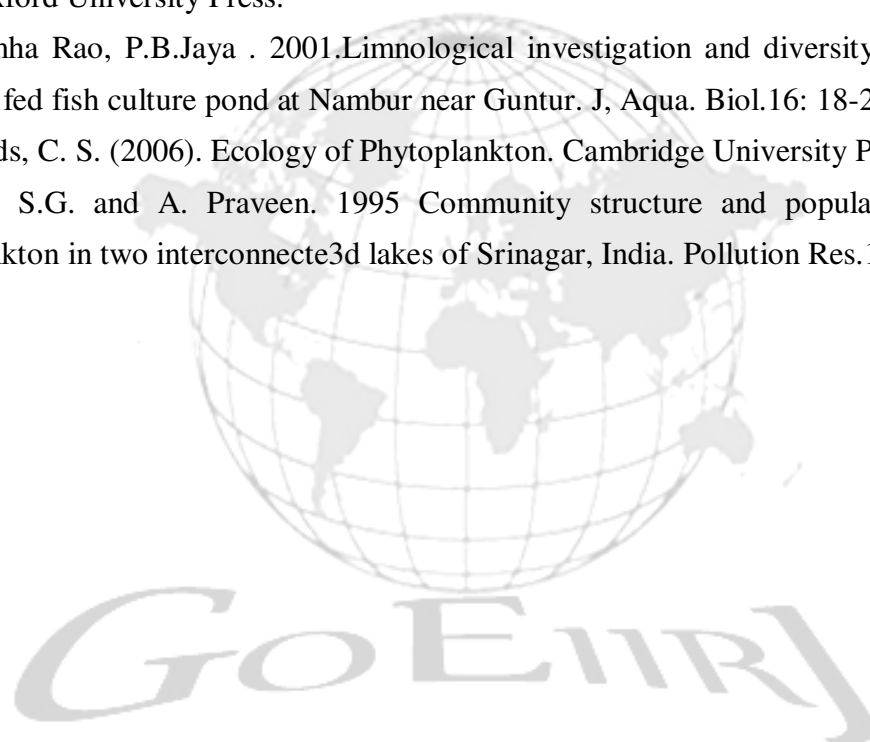 xford University Press.
nha Rao, P.B.Jaya . 2001.Limnological investigation and diversity
fed fish culture pond at Nambur near Guntur. J, Aqua. Biol.16: 18-2
ds, C. S. (2006). Ecology of Phytoplankton. Cambridge University P
S.G. and A. Praveen. 1995 Community structure and popula
kton in two interconnecte3d lakes of Srinagar, India. Pollution Res.1
GOEIIRJ